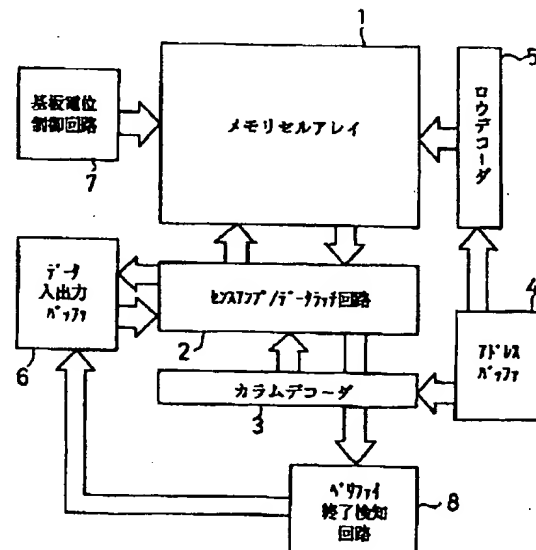 1
5
基板電位
制御回路
7
メモリセルアレイ
ロウデコーダ
データ
入出力
バッファ
6
センスアンプ/データラッチ回路
2
4
アドレス
バッファ
カラムデコーダ
3
ベリファイ
終了検知
回路
8